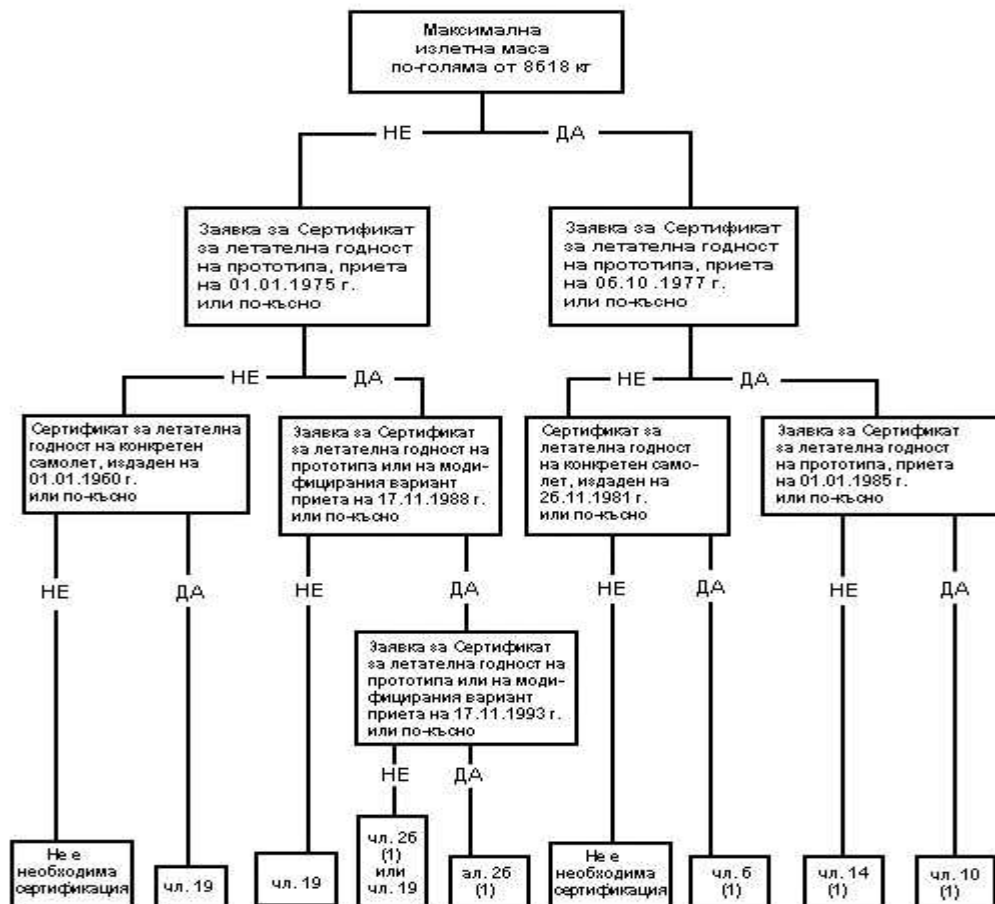 Максимална
излетна маса
по-голяма от 8618 кг
НЕ
ДА
Заявка за Сертификат
за летателна годност
на прототипа, приета
на 01.01.1975 г.
или по-късно
Заявка за Сертификат
за летателна годност
на прототипа, приета
на 06.10 .1977 г.
или по-късно
НЕ
ДА
НЕ
ДА
Сертификат за летателна
годност на конкретен
самолет, издаден на
01.01.1960 г.
или по-късно
Заявка за Сертификат
за летателна годност на
прототипа или на моди-
фицирания вариант
приета на 17.11.1988 г.
или по-късно
Сертификат за
летателна годност
на конкретен само-
лет, издаден на
26.11.1981 г.
или по-късно
Заявка за Сертификат
за летателна годност
на прототипа, приета
на 01.01.1985 г.
или по-късно
НЕ
ДА
НЕ
ДА
НЕ
ДА
НЕ
ДА
Заявка за Сертификат
за летателна годност на
прототипа или на моди-
фицирания вариант
приета на 17.11.1993 г.
или по-късно
НЕ
ДА
Не е
необходима
сертификация
чл. 19
чл. 19
чл. 26
(1)
или
чл. 19
ал. 26
(1)
Не е
необходима
сертификация
чл. 6
(1)
чл. 14
(1)
чл. 10
(1)